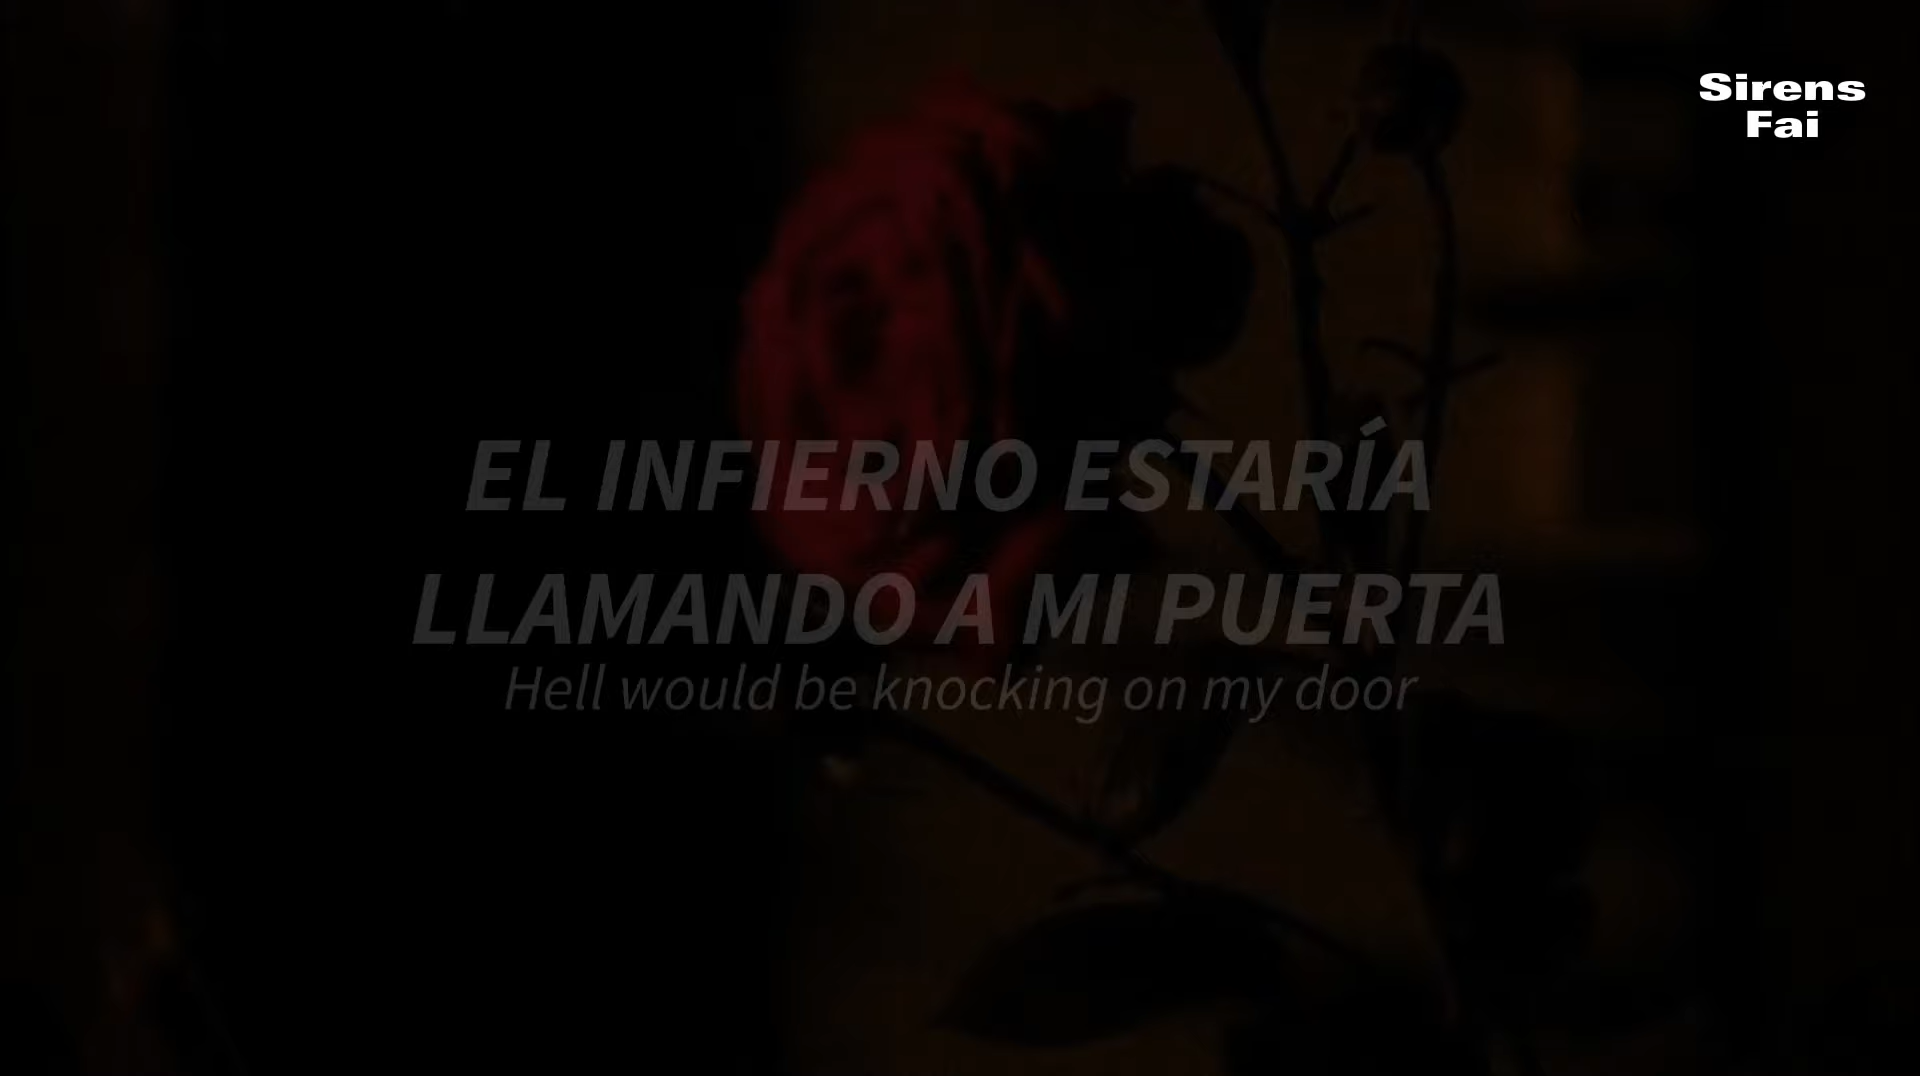 Sirens
Fai
EL INFIERNO ESTARÍA
LLAMANDO A MI PUERTA
Hell would be knocking on my door